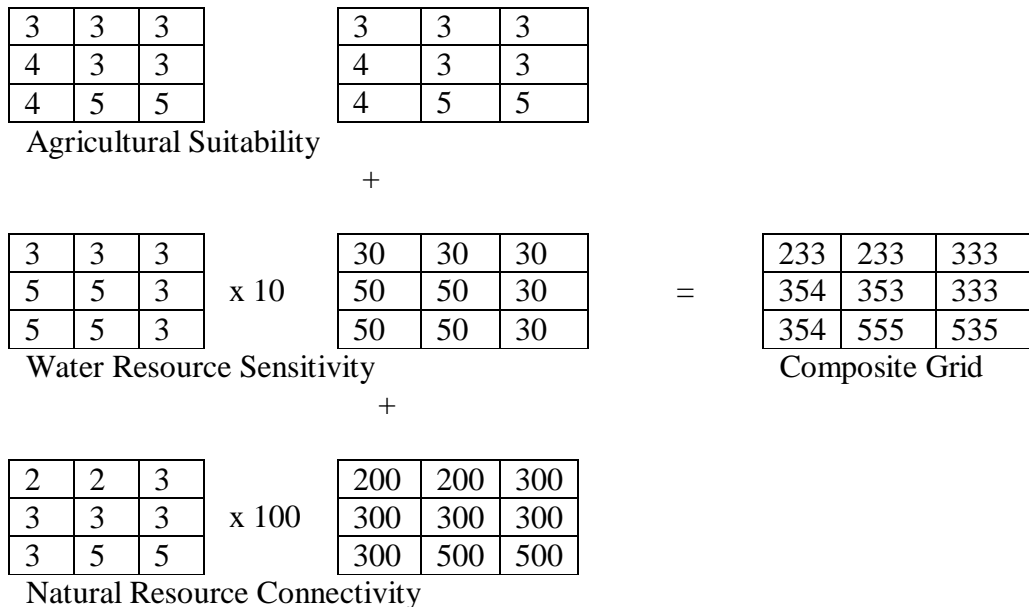 3 3 3 3 3 3
4 3 3 4 3 3
4 5 5 4 5 5
Agricultural Suitability
+
3 3 3 30 30 30 233 233 333
5 5 3 x 10 50 50 30 = 354 353 333
5 5 3 50 50 30 354 555 535
Water Resource Sensitivity Composite Grid
+
2 2 3 200 200 300
3 3 3 x 100 300 300 300
3 5 5 300 500 500
Natural Resource Connectivity